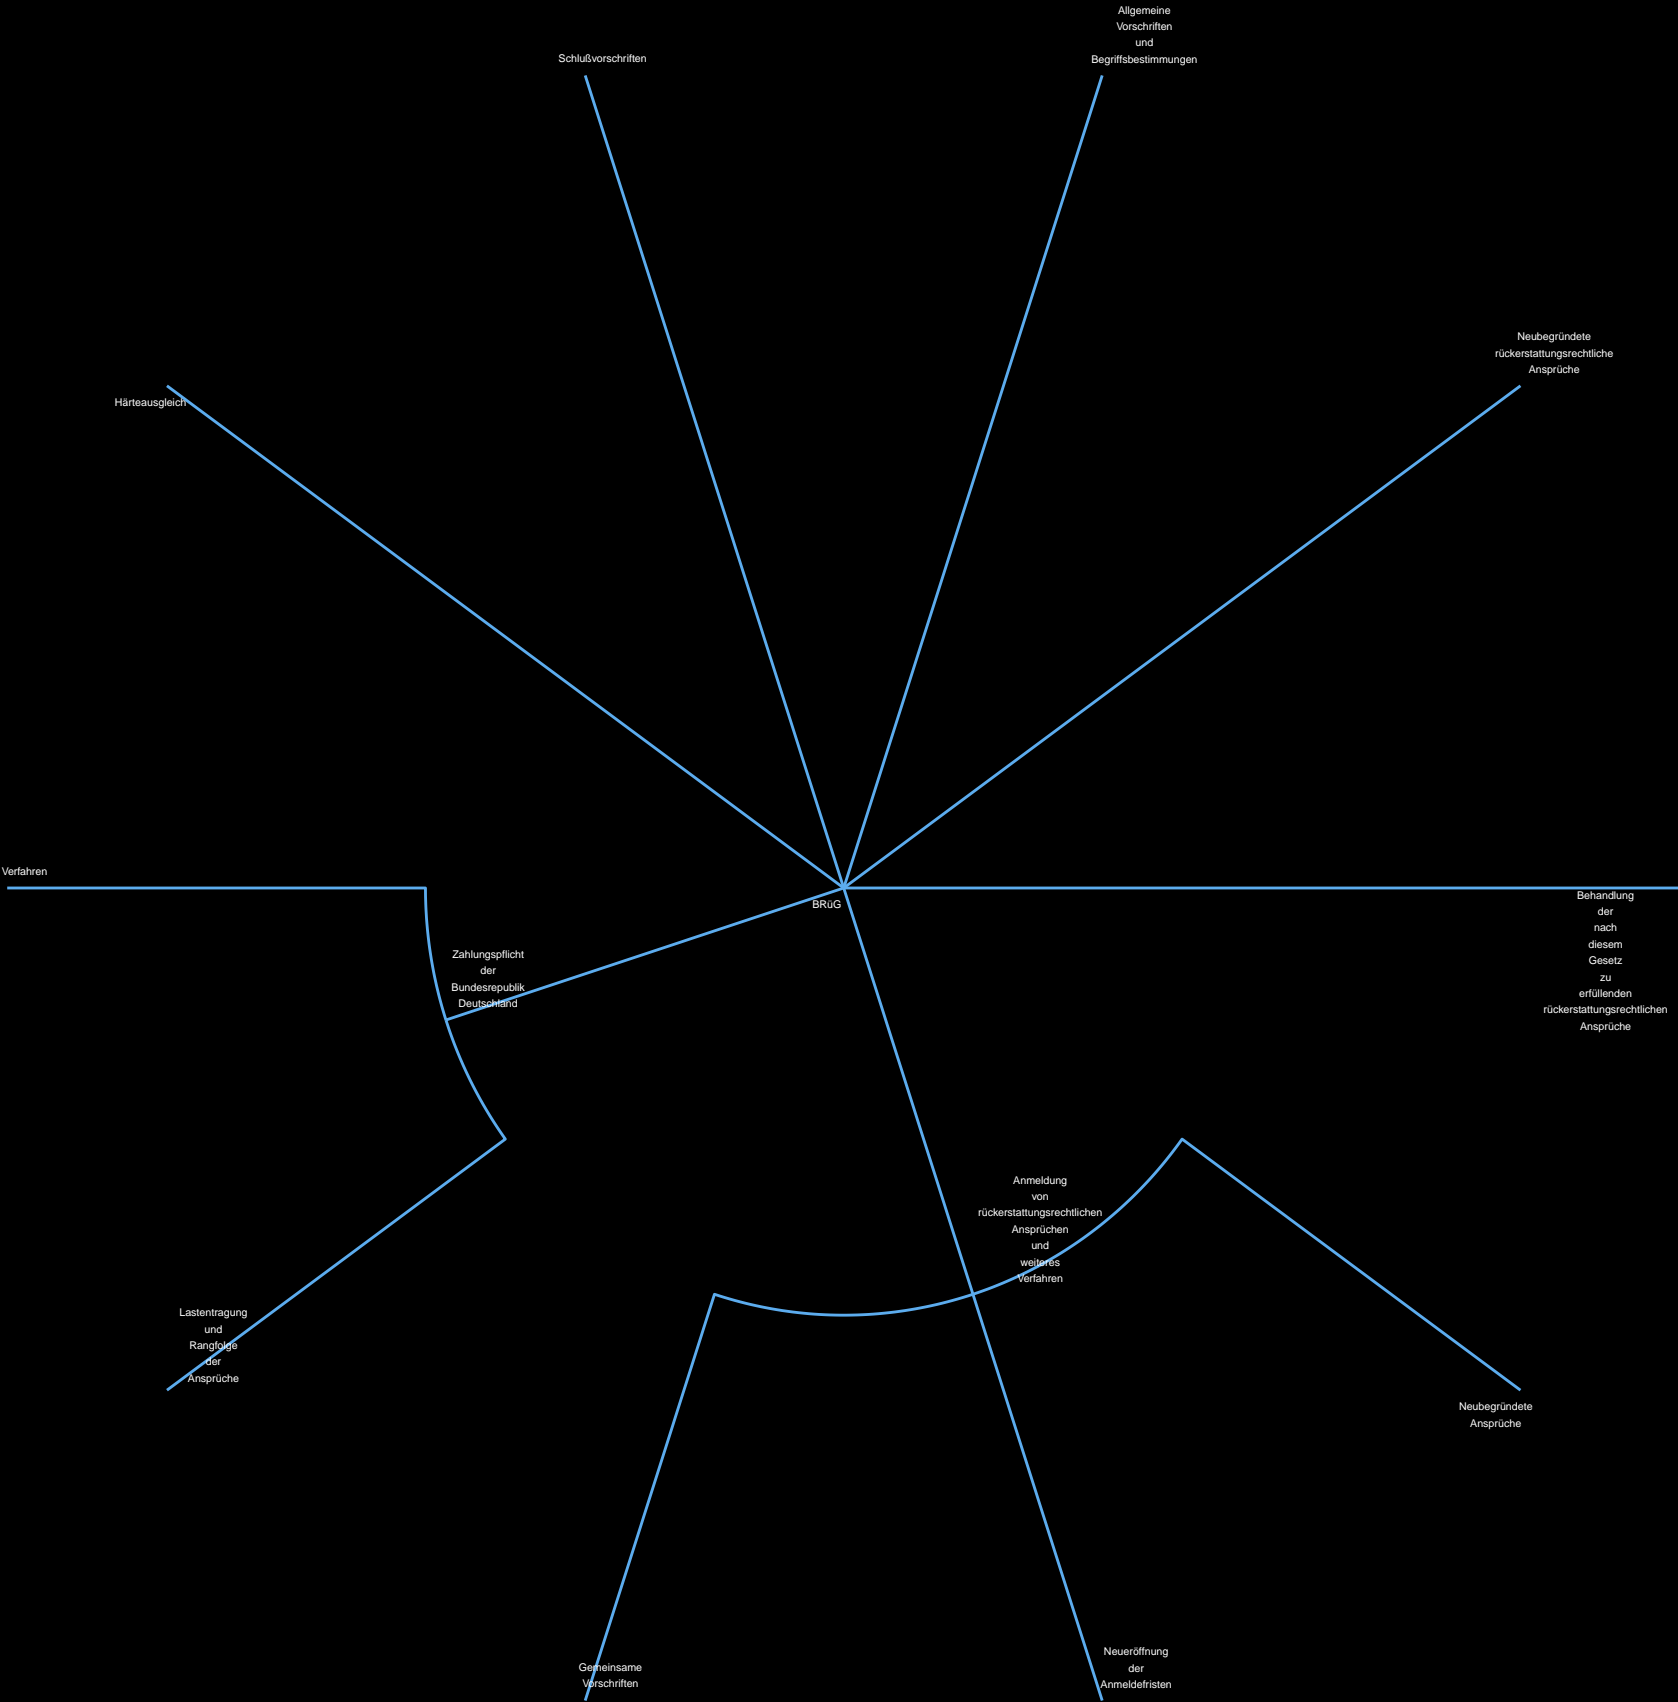 Allgemeine
Vorschriften
und
Begriffsbestimmungen
Schlußvorschriften
Neubegründete
rückerstattungsrechtliche
Ansprüche
Härteausgleich
Verfahren
BRüG
Behandlung
der
nach
diesem
Gesetz
zu
erfüllenden
rückerstattungsrechtlichen
Ansprüche
Zahlungspflicht
der
Bundesrepublik
Deutschland
Anmeldung
von
rückerstattungsrechtlichen
Ansprüchen
und
weiteres
Verfahren
Lastentragung
und
Rangfolge
der
Ansprüche
Neubegründete
Ansprüche
Gemeinsame
Vorschriften
Neueröffnung
der
Anmeldefristen